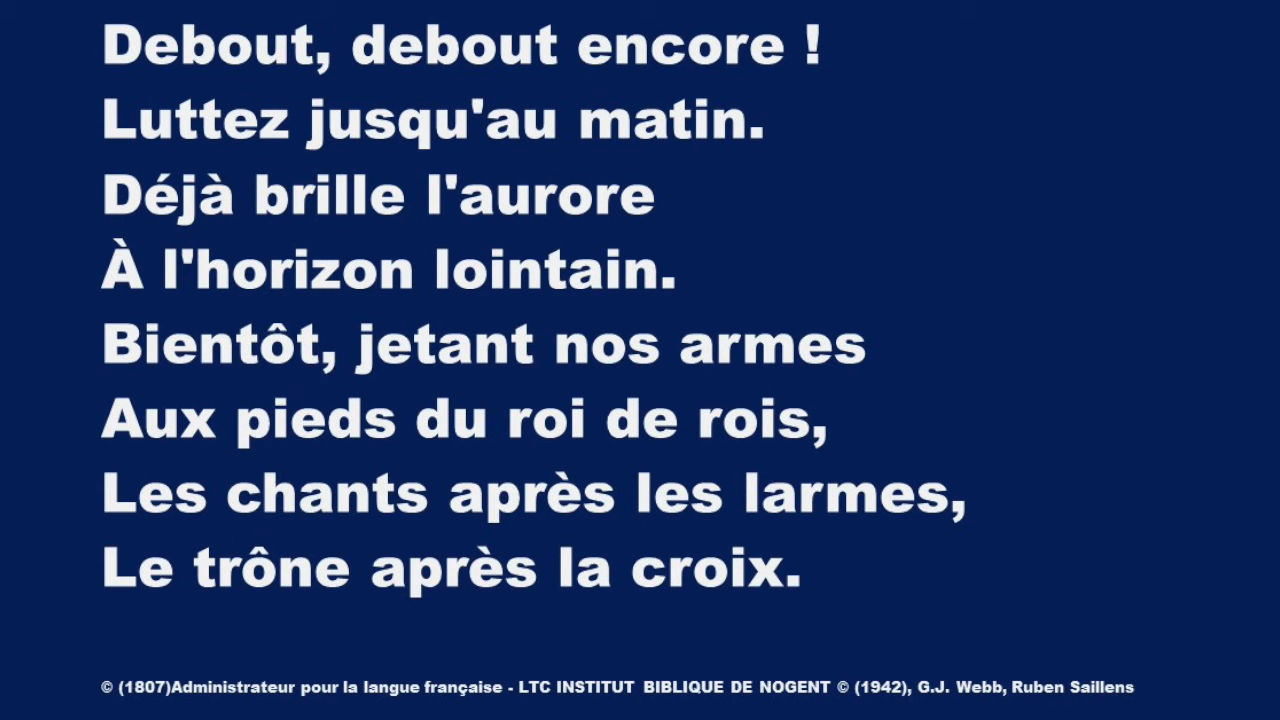 Debout, debout encore !
Luttez jusqu'au matin.
Déjà brille l'aurore
À l'horizon lointain.
Bientôt, jetant nos armes
Aux pieds du roi de rois,
Les chants après les larmes,
Le trône après la croix.
© (1807)Administrateur pour la langue française - LTC INSTITUT BIBLIQUE DE NOGENT © (1942), G.J. Webb, Ruben Saillens